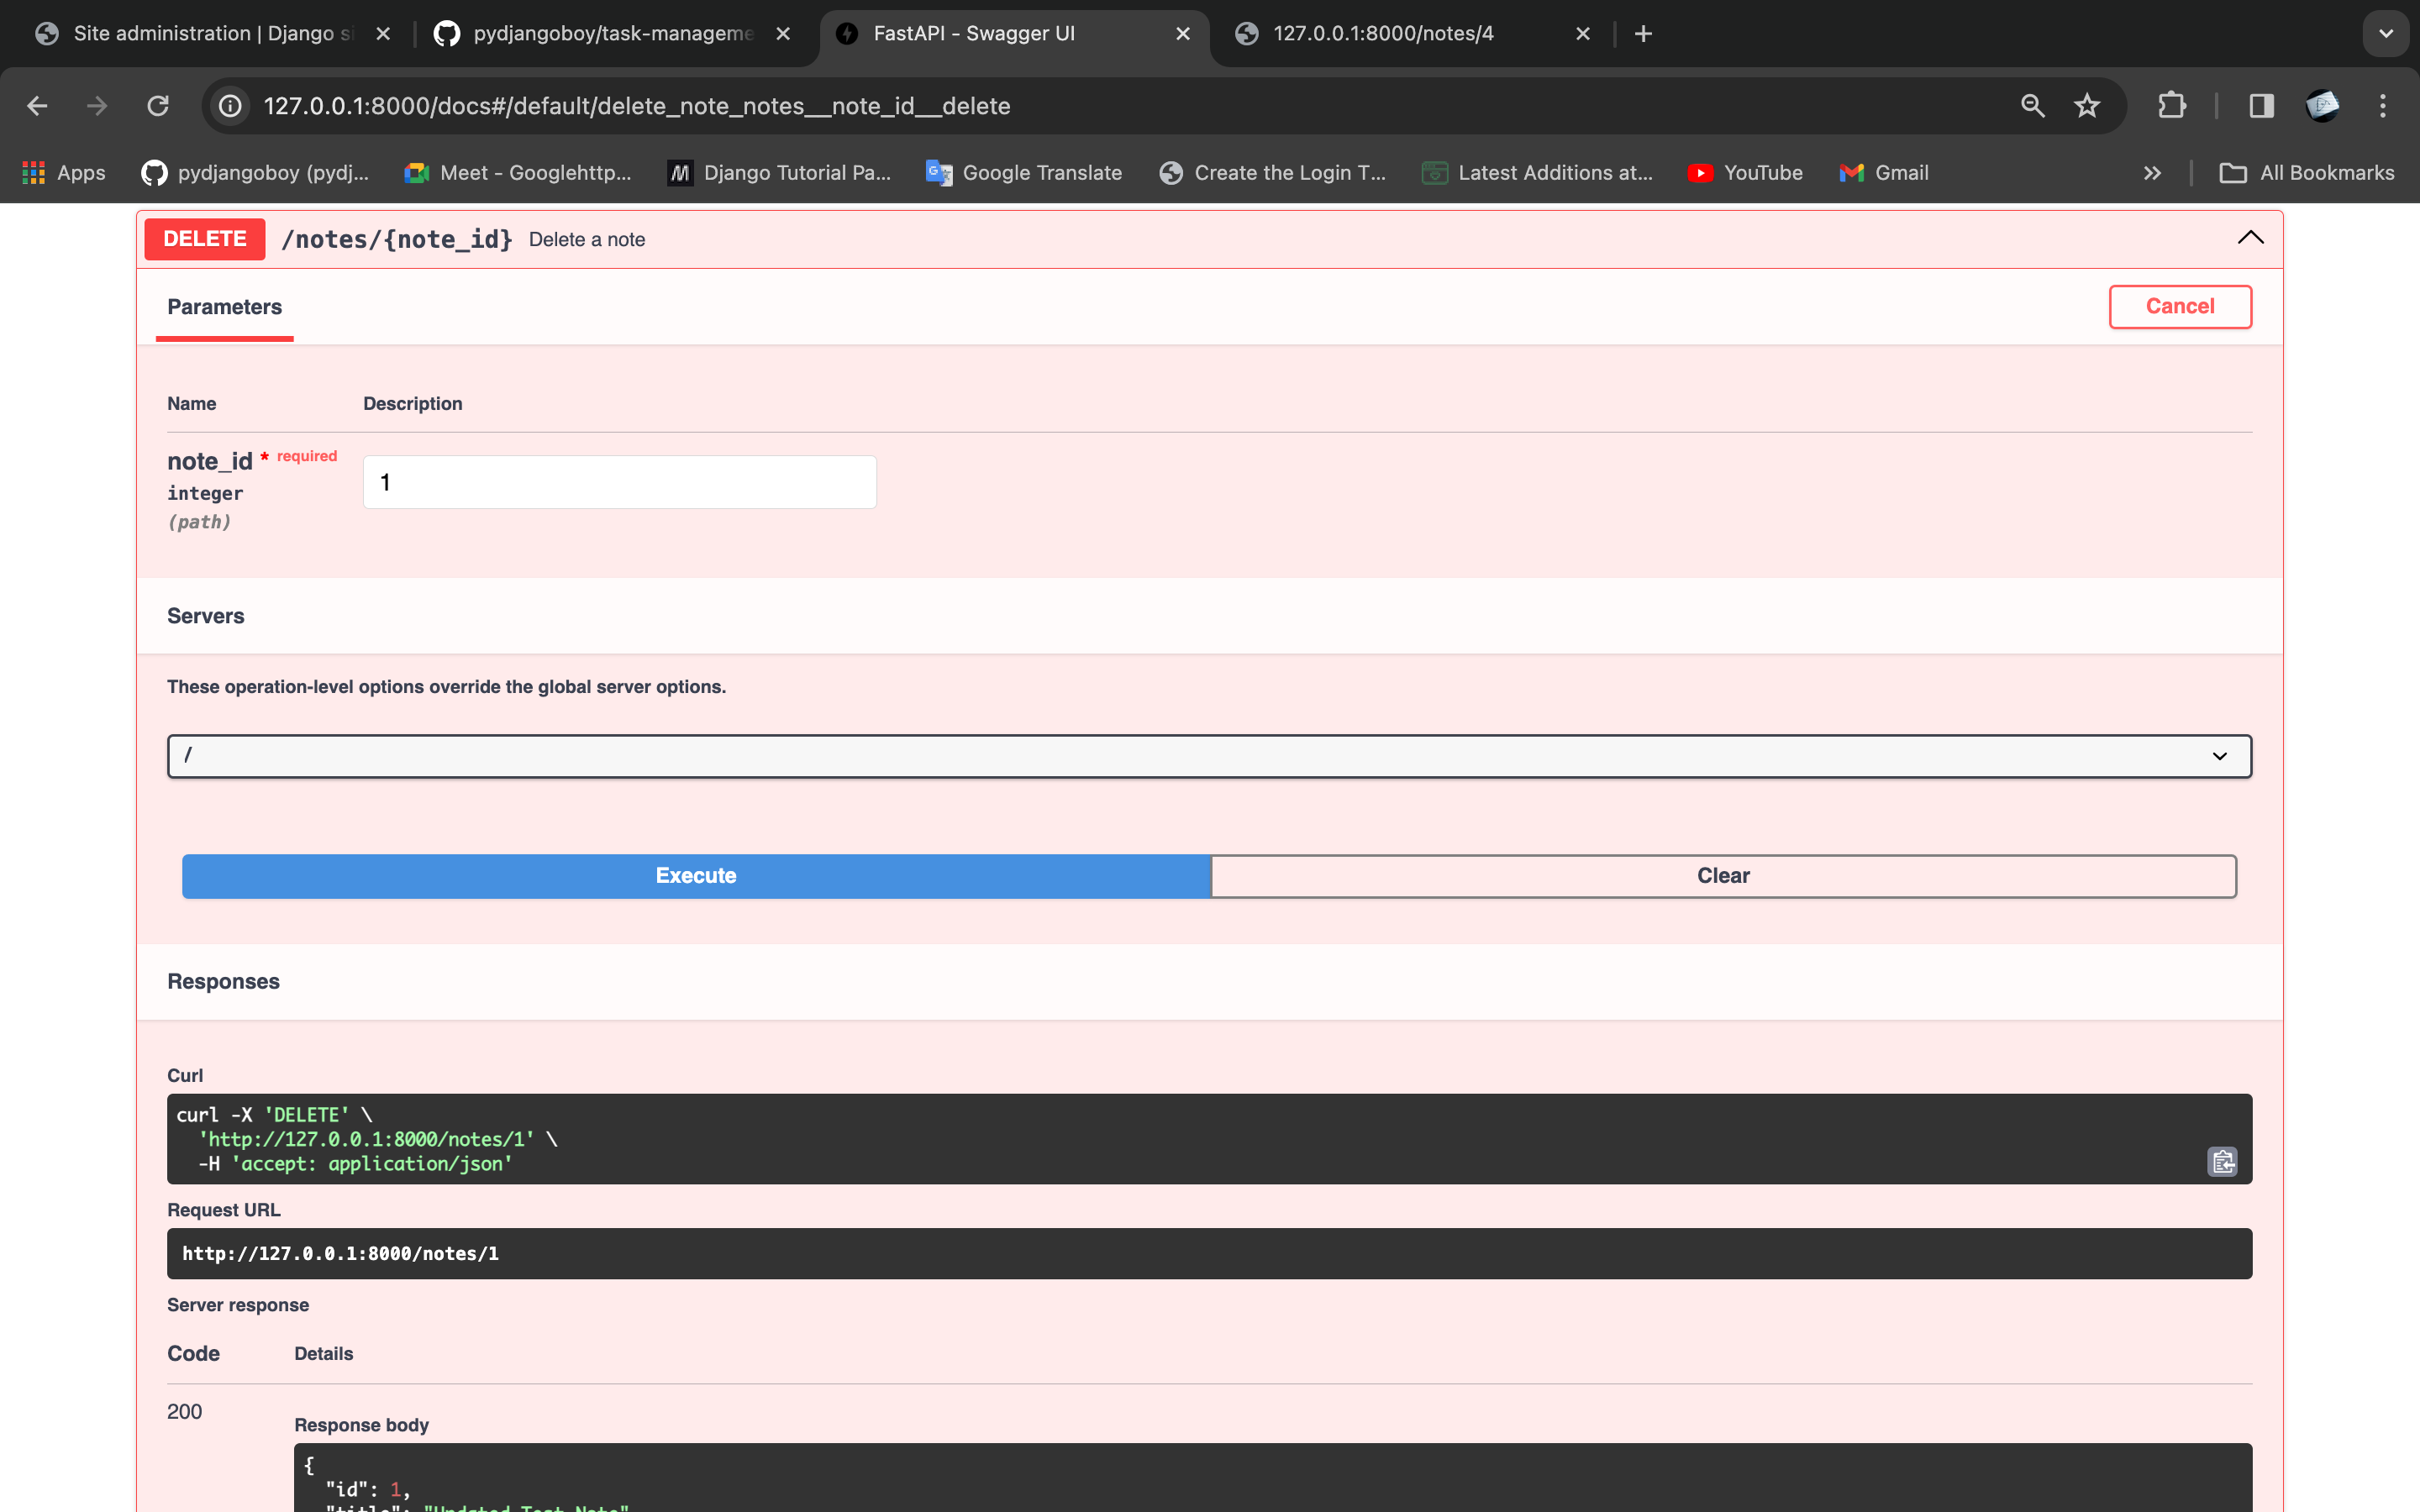 Site administration | Django si
pydjangoboy/task-manageme
FastAPI - Swagger UI
127.0.0.1:8000/notes/4
127.0.0.1:8000/docs#/default/delete_note_notes__note_id__delete
Apps
pydjangoboy (pydj...
Meet - Googlehttp...
Django Tutorial Pa...
Google Translate
Create the Login T...
Latest Additions at...
YouTube
Gmail
All Bookmarks
DELETE /notes/{note_id} Delete a note
Parameters
Cancel
Name Description
note_id * required
integer
(path)
1
Servers
These operation-level options override the global server options.
/
Execute
Clear
Responses
Curl
curl -X 'DELETE' \
'http://127.0.0.1:8000/notes/1' \
-H 'accept: application/json'
Request URL
http://127.0.0.1:8000/notes/1
Server response
Code Details
200
Response body
{
"id": 1,
"title": "Updated Test Note"